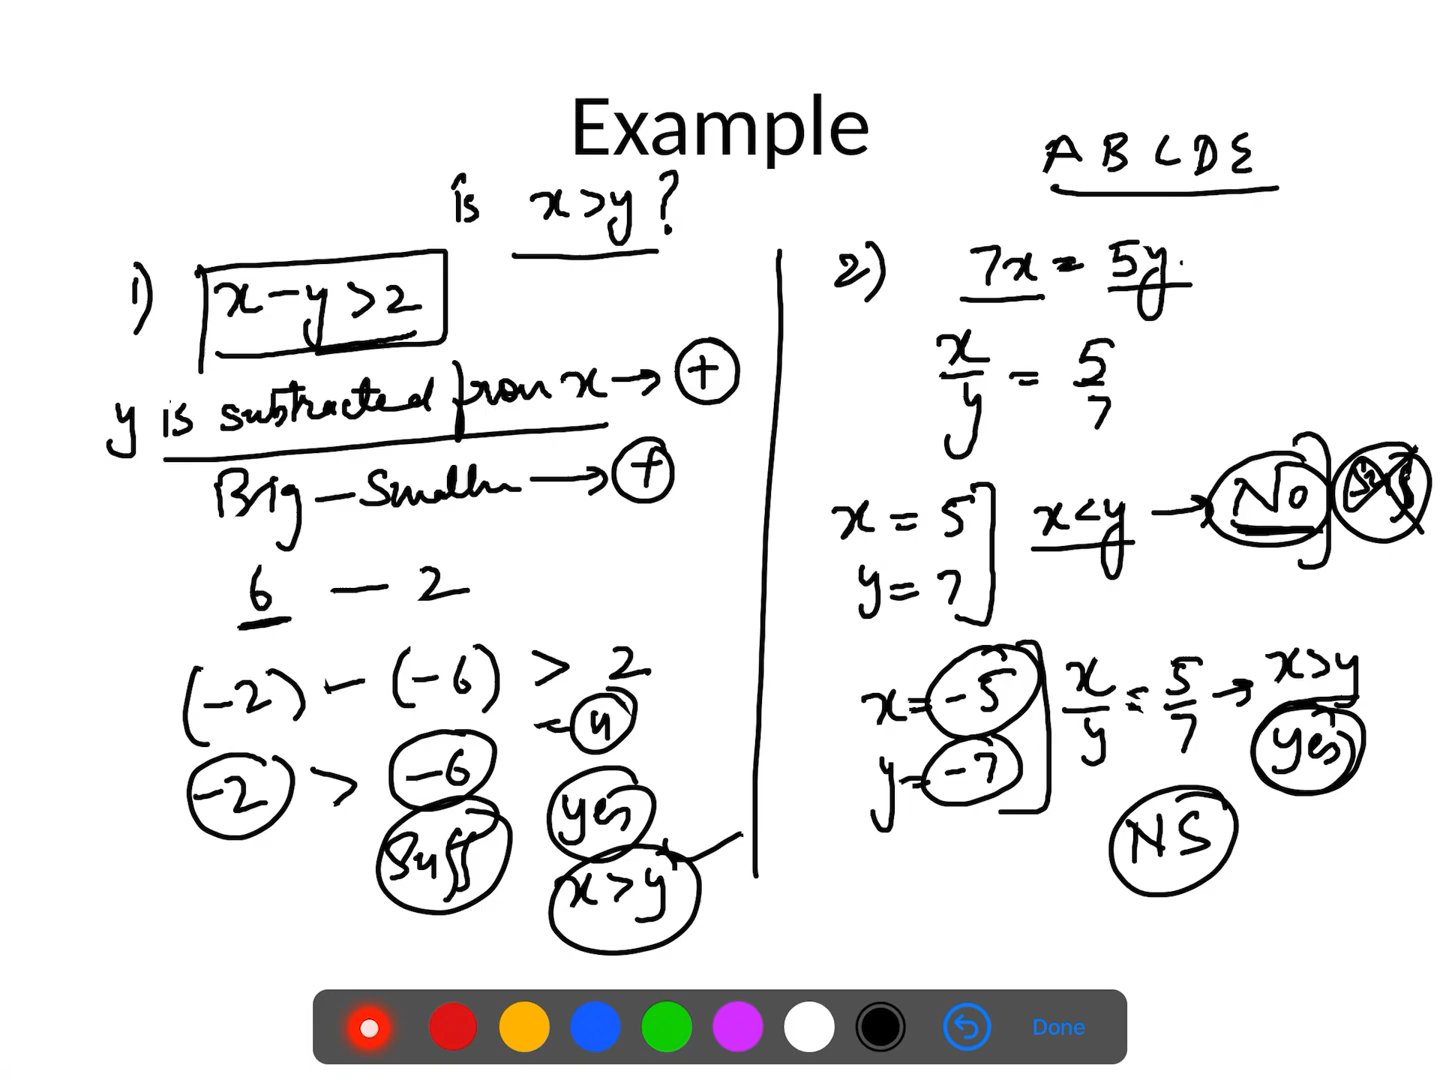 Example
A B C D E
is x>y?
1) x-y>2
y is subtracted from x → +
Big - Smaller → +
6 - 2
(-2) - (-6) > 2
= 4
-2 > -6
yes
Suff
x>y
2) 7x = 5y
x/y = 5/7
x = 5
y = 7
x<y → No
x = -5
y = -7
x/y = 5/7 → x>y
yes
NS
Done